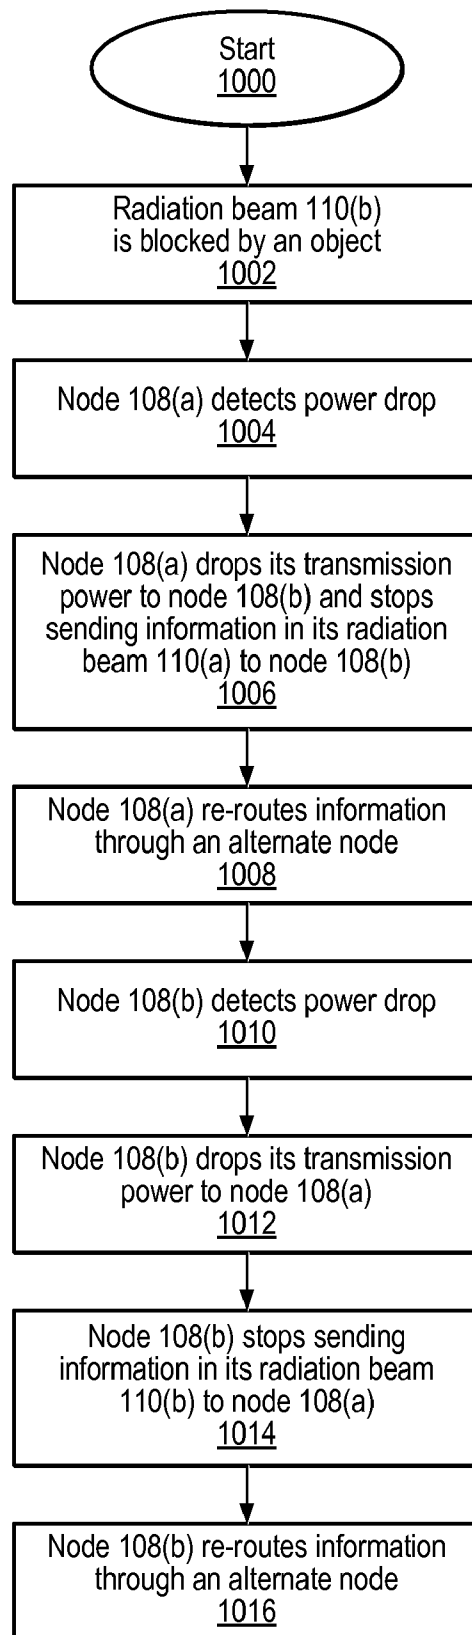 Start
1000
Radiation beam 110(b)
is blocked by an object
1002
Node 108(a) detects power drop
1004
Node 108(a) drops its transmission
power to node 108(b) and stops
sending information in its radiation
beam 110(a) to node 108(b)
1006
Node 108(a) re-routes information
through an alternate node
1008
Node 108(b) detects power drop
1010
Node 108(b) drops its transmission
power to node 108(a)
1012
Node 108(b) stops sending
information in its radiation beam
110(b) to node 108(a)
1014
Node 108(b) re-routes information
through an alternate node
1016